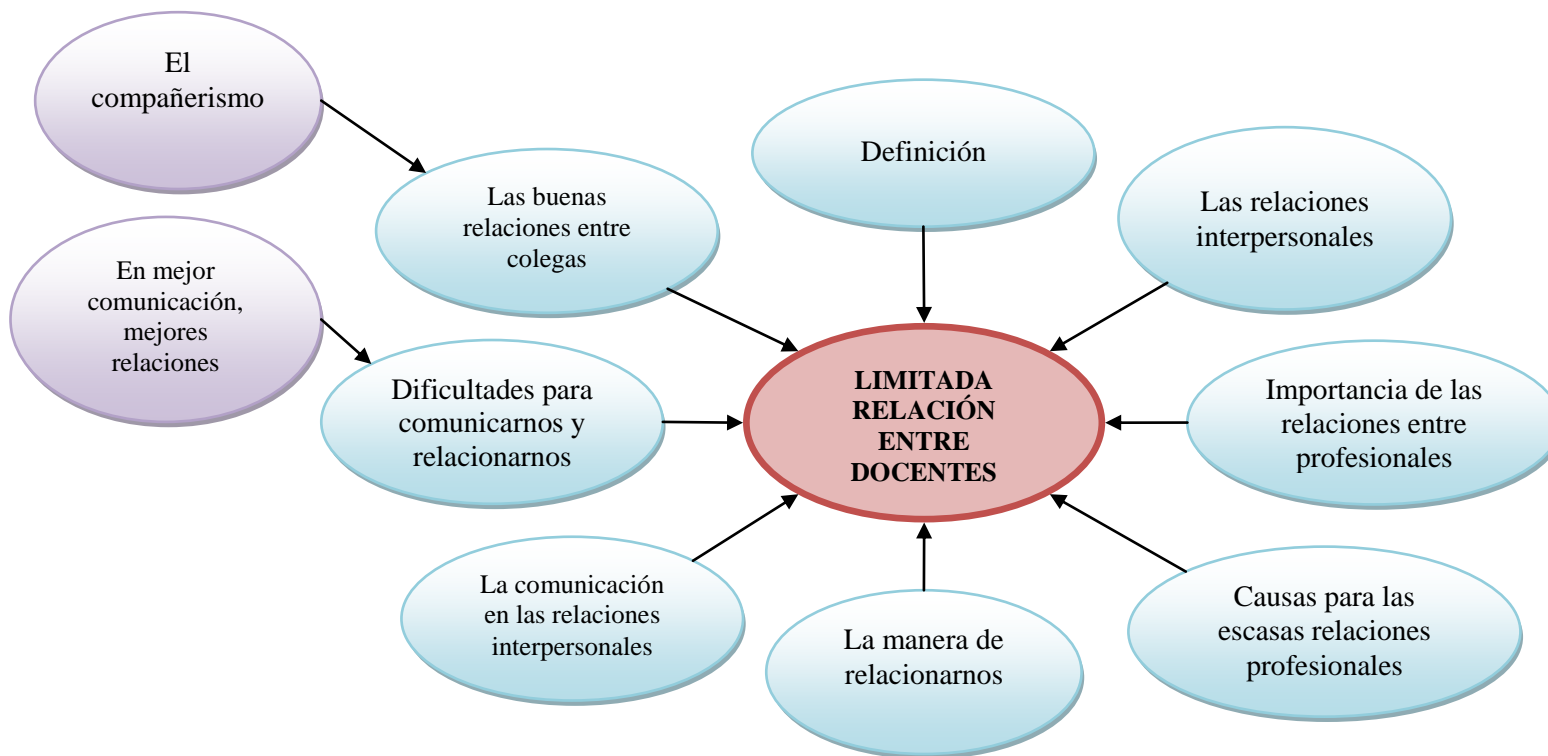 El
compañerismo
Las buenas
relaciones entre
colegas
Definición
Las relaciones
interpersonales
En mejor
comunicación,
mejores
relaciones
Dificultades para
comunicarnos y
relacionarnos
LIMITADA
RELACIÓN
ENTRE
DOCENTES
Importancia de las
relaciones entre
profesionales
La comunicación
en las relaciones
interpersonales
La manera de
relacionarnos
Causas para las
escasas relaciones
profesionales